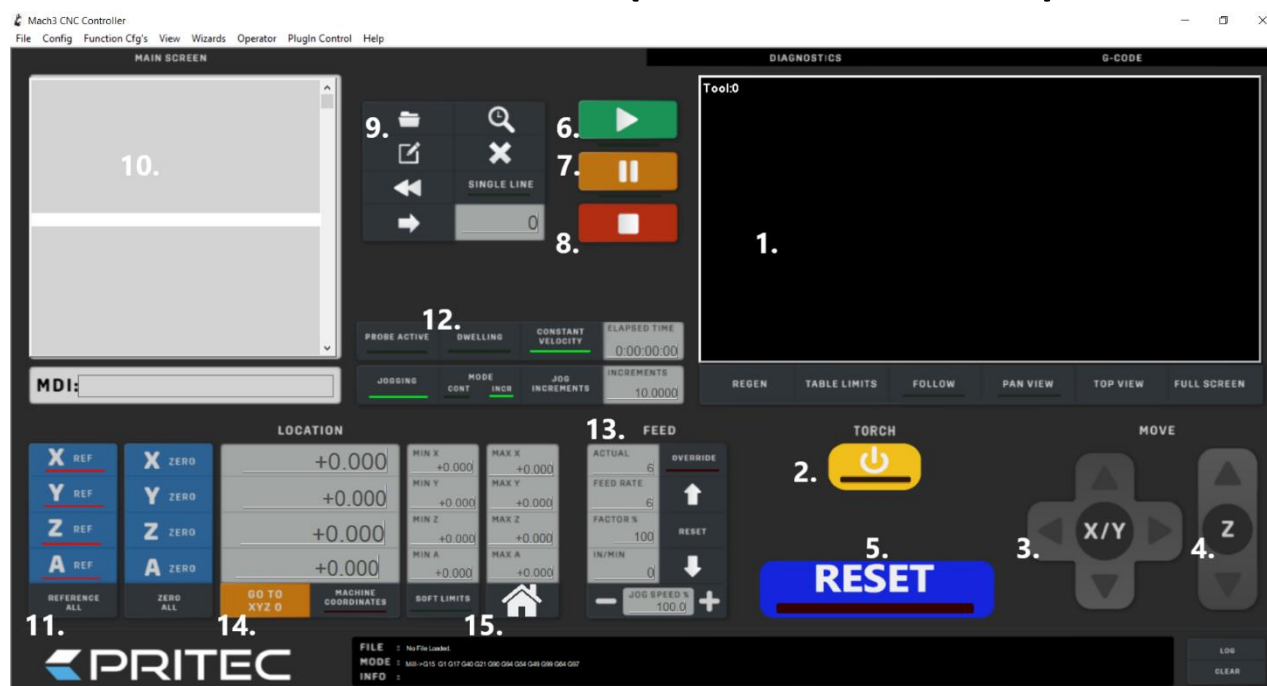 Mach3 CNC Controller
File Config Function Cfg's View Wizards Operator PlugIn Control Help
MAIN SCREEN DIAGNOSTICS G-CODE
Tool:0
9. 6.
10. 7.
SINGLE LINE
0
8. 1.
12.
PROBE ACTIVE DWELLING CONSTANT VELOCITY ELAPSED TIME
0:00:00:00
MDI: JOGGING MODE CONT INCR JOG INCREMENTS INCREMENTS
10.0000
REGEN TABLE LIMITS FOLLOW PAN VIEW TOP VIEW FULL SCREEN
LOCATION 13. FEED TORCH MOVE
X REF X ZERO +0.000 MIN X +0.000 MAX X +0.000 ACTUAL 6 OVERRIDE
Y REF Y ZERO +0.000 MIN Y +0.000 MAX Y +0.000 FEED RATE 6
Z REF Z ZERO +0.000 MIN Z +0.000 MAX Z +0.000 FACTOR % 100 RESET
A REF A ZERO +0.000 MIN A +0.000 MAX A +0.000 IN/MIN 0
2.
3. X/Y 4. Z
5.
RESET
REFERENCE ALL ZERO ALL GO TO XYZ 0 MACHINE COORDINATES SOFT LIMITS JOG SPEED % 100.0
11. 14. 15.
PRITEC
FILE : No File Loaded.
MODE : Mill->G15 G1 G17 G40 G21 G90 G94 G54 G49 G99 G64 G97
INFO :
LOG
CLEAR